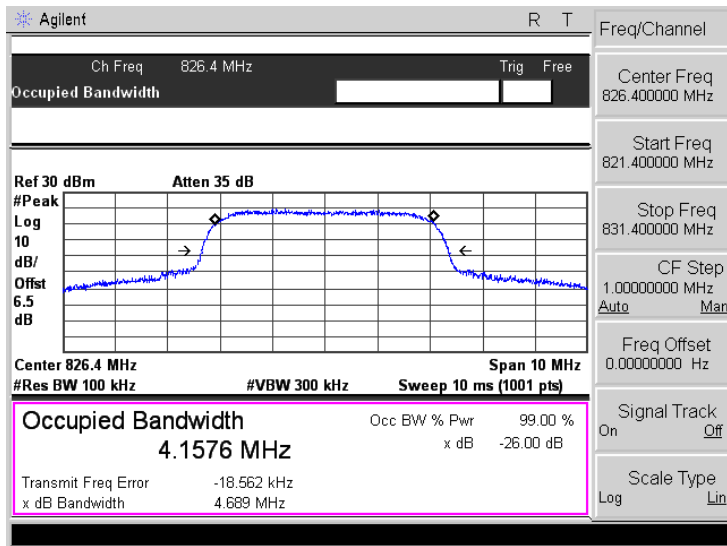 Agilent R T
Ch Freq 826.4 MHz Trig Free
Occupied Bandwidth
Ref 30 dBm Atten 35 dB
#Peak
Log
10
dB/
Offst
6.5
dB
Center 826.4 MHz Span 10 MHz
#Res BW 100 kHz #VBW 300 kHz Sweep 10 ms (1001 pts)
Occupied Bandwidth Occ BW % Pwr 99.00 %
4.1576 MHz x dB -26.00 dB
Transmit Freq Error -18.562 kHz
x dB Bandwidth 4.689 MHz
Freq/Channel
Center Freq
826.400000 MHz
Start Freq
821.400000 MHz
Stop Freq
831.400000 MHz
CF Step
1.00000000 MHz
Auto Man
Freq Offset
0.00000000 Hz
Signal Track
On Off
Scale Type
Log Lin